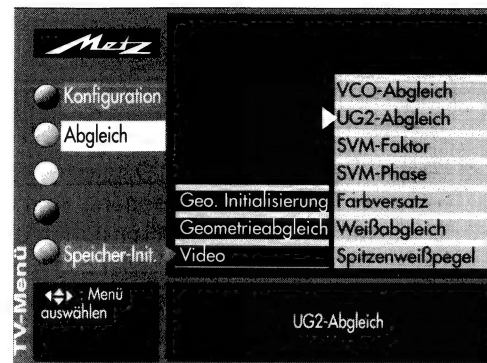 Metz
Konfiguration
Abgleich
Speicher-Init.
Geo. Initialisierung
Geometrieabgleich
Video
VCO-Abgleich
UG2-Abgleich
SVM-Faktor
SVM-Phase
Farbversatz
Weißabgleich
Spitzenweißpegel
TV-Menü
: Menü
auswählen
UG2-Abgleich